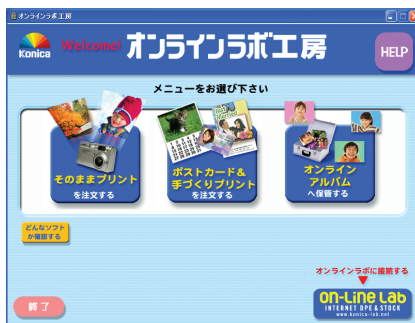 オンラインラボ工房
Konica
Welcome! オンラインラボ工房
HELP
メニューをお選び下さい
そのままプリント
を注文する
ポストカード＆
手づくりプリント
を注文する
オンライン
アルバム
へ保管する
どんなソフト
か確認する
オンラインラボに接続する
終了
ON-LiNE LaB
INTERNET DPE & STOCK
www.konica-lab.net